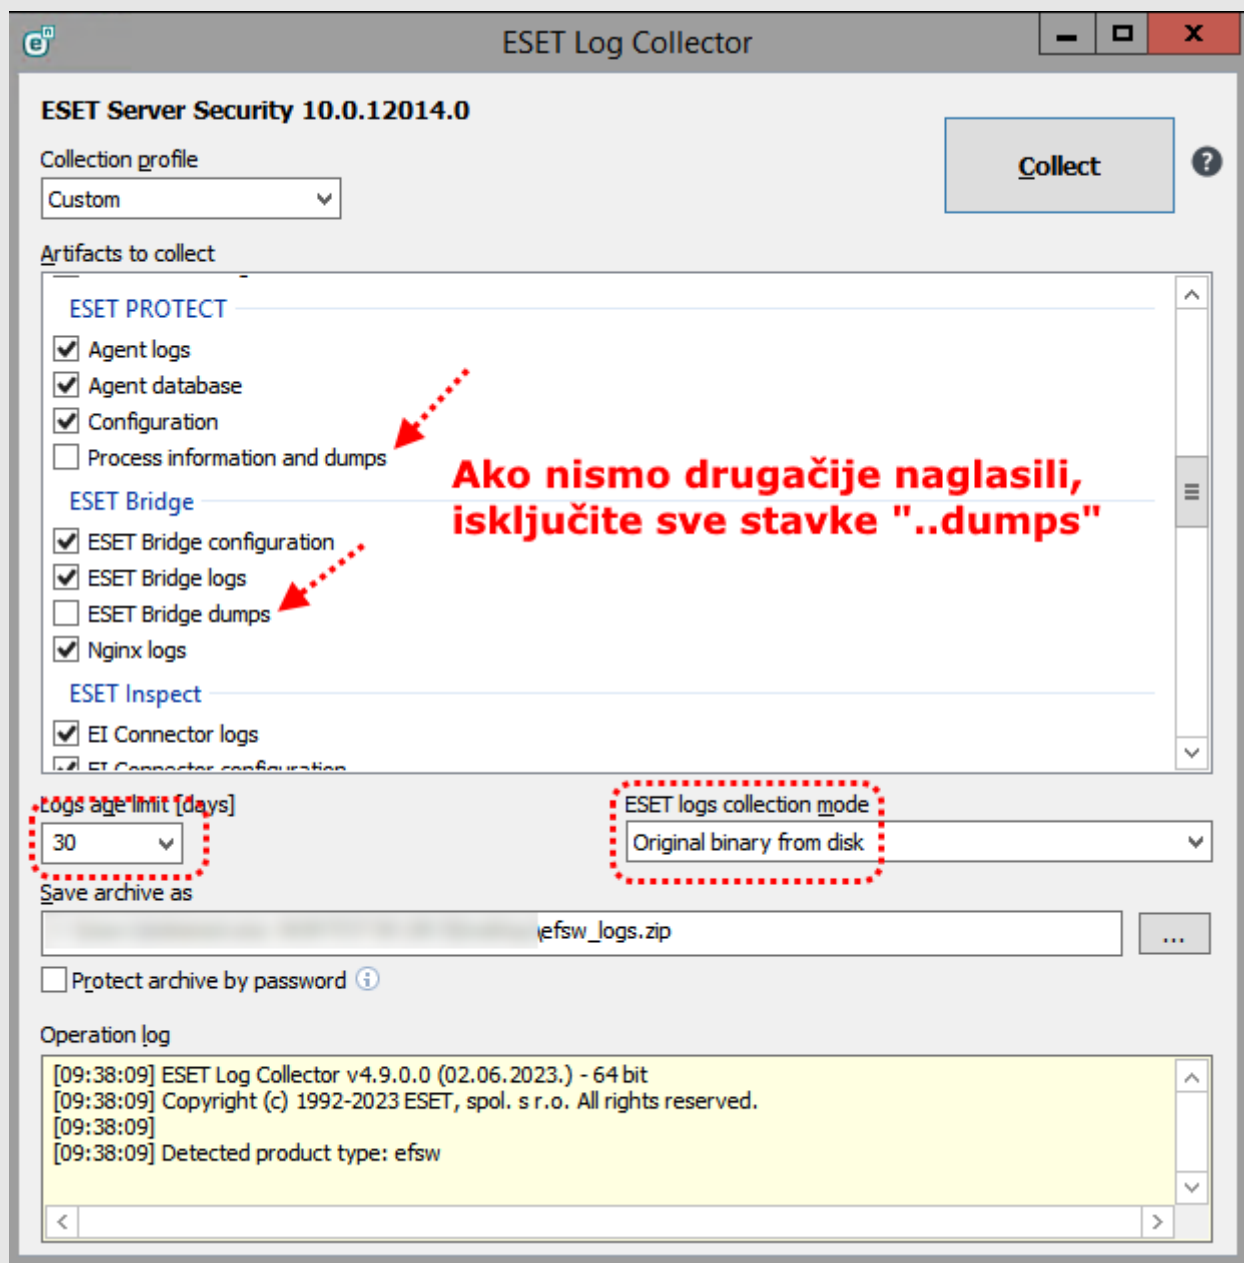 ESET Log Collector
ESET Server Security 10.0.12014.0
Collection profile
Custom
Collect
Artifacts to collect
ESET PROTECT
Agent logs
Agent database
Configuration
Process information and dumps
Ako nismo drugačije naglasili,
isključite sve stavke "..dumps"
ESET Bridge
ESET Bridge configuration
ESET Bridge logs
ESET Bridge dumps
Nginx logs
ESET Inspect
EI Connector logs
EI Connector configuration
Logs age limit [days]
30
ESET logs collection mode
Original binary from disk
Save archive as
\efsw_logs.zip
...
Protect archive by password
Operation log
[09:38:09] ESET Log Collector v4.9.0.0 (02.06.2023.) - 64 bit
[09:38:09] Copyright (c) 1992-2023 ESET, spol. s r.o. All rights reserved.
[09:38:09]
[09:38:09] Detected product type: efsw